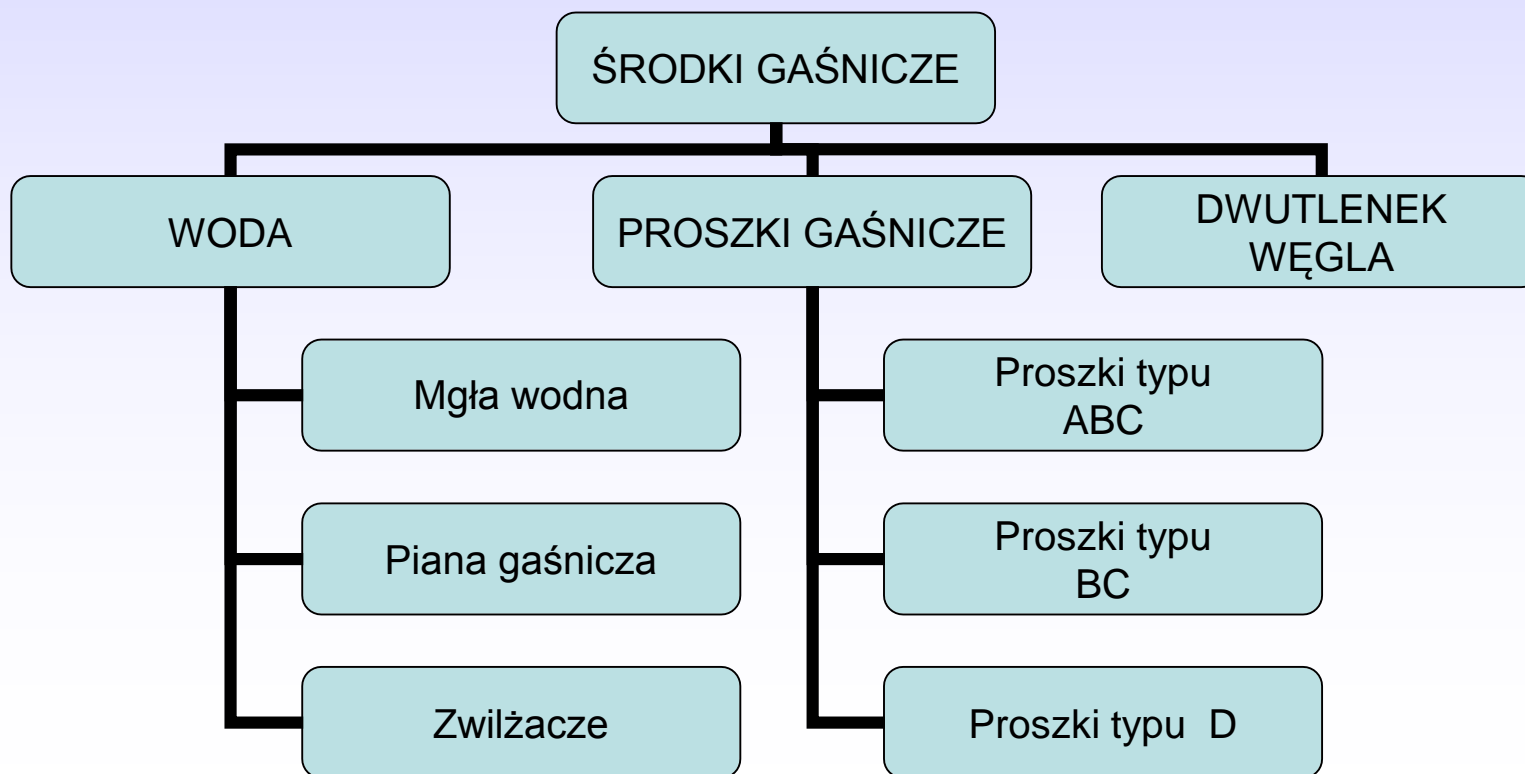 ŚRODKI GAŚNICZE
WODA
PROSZKI GAŚNICZE
DWUTLENEK
WĘGLA
Mgła wodna
Piana gaśnicza
Zwilżacze
Proszki typu
ABC
Proszki typu
BC
Proszki typu D